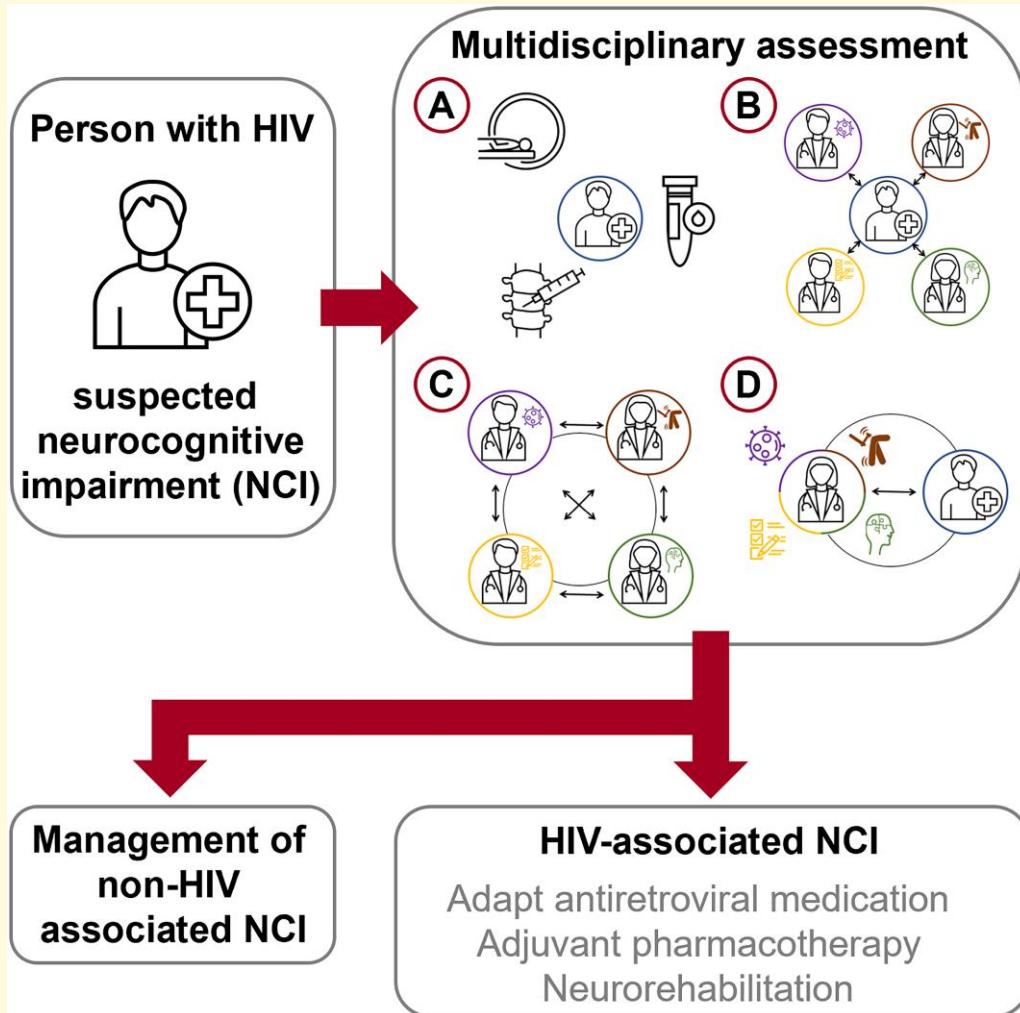 Multidisciplinary assessment
Person with HIV
suspected
neurocognitive
impairment (NCI)
A
B
C
D
Management of
non-HIV
associated NCI
HIV-associated NCI
Adapt antiretroviral medication
Adjuvant pharmacotherapy
Neurorehabilitation